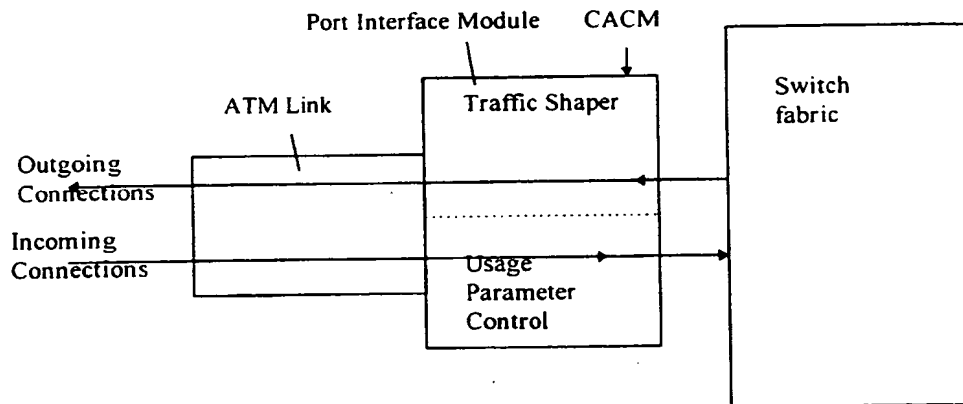 Port Interface Module
CACM
Traffic Shaper
Switch
fabric
ATM Link
Outgoing
Connections
Incoming
Connections
Usage
Parameter
Control